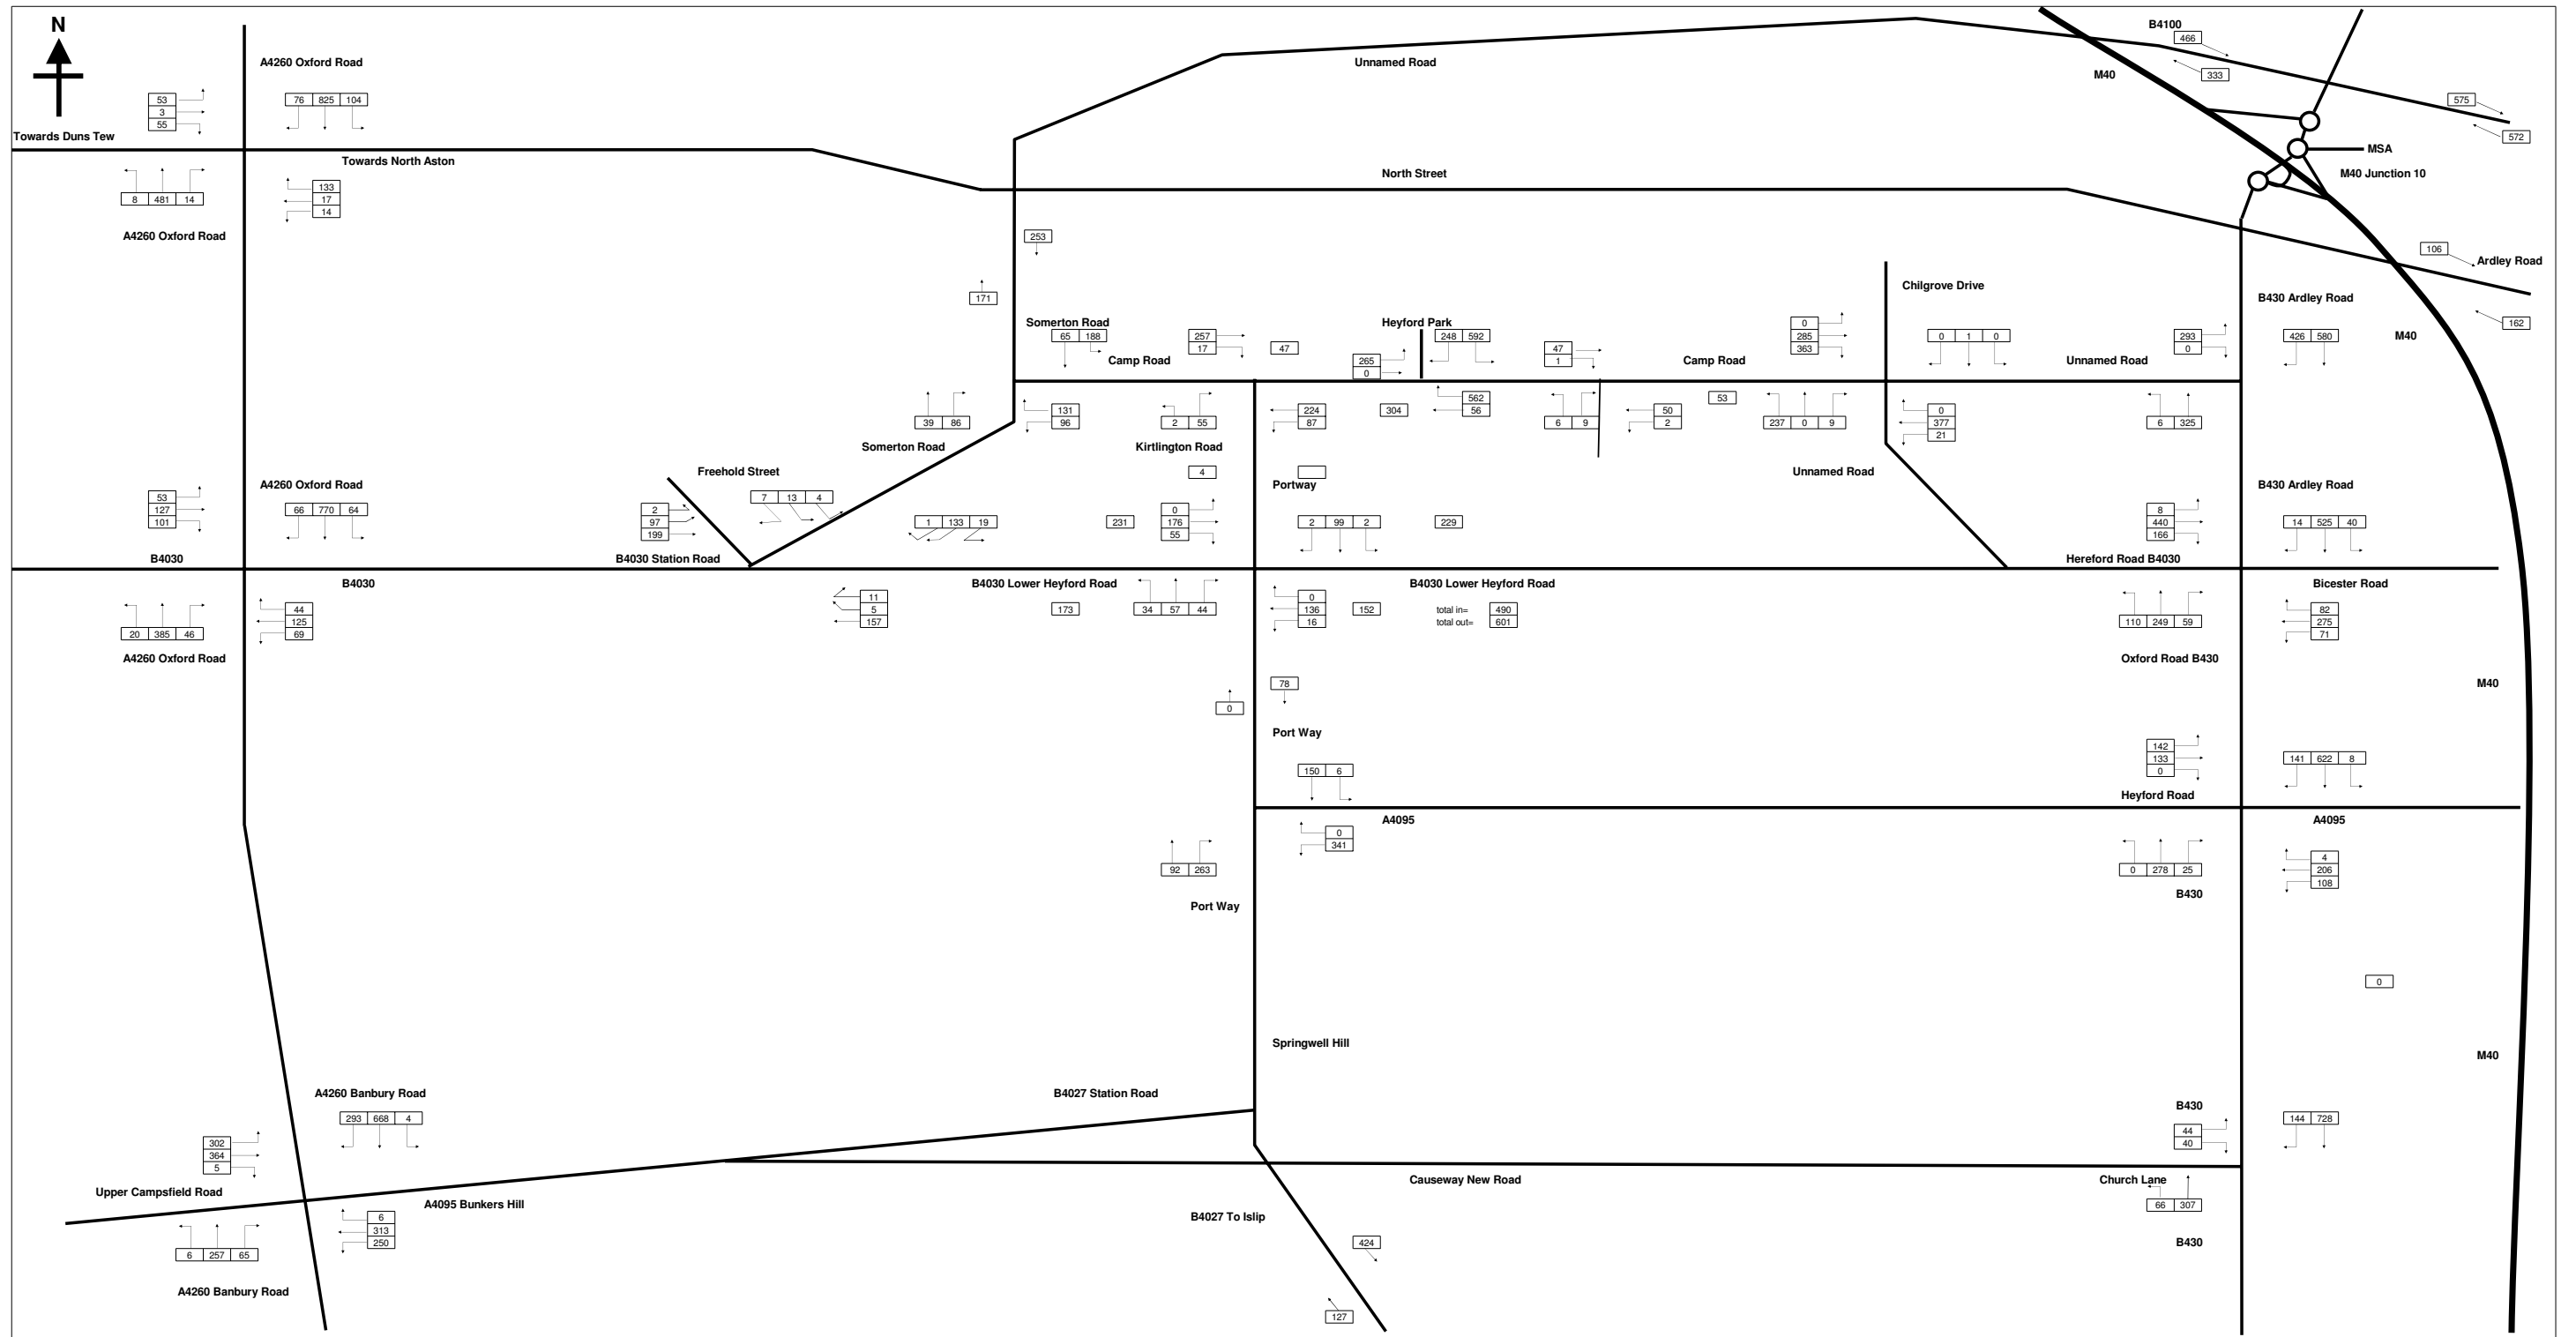 N
B4100
466
A4260 Oxford Road
Unnamed Road
M40
333
53
3
55
76 825 104
575
Towards Duns Tew
572
Towards North Aston
MSA
North Street
M40 Junction 10
8 481 14
133
17
14
A4260 Oxford Road
253
106
Ardley Road
171
Chilgrove Drive
B430 Ardley Road
Somerton Road
Heyford Park
162
65 188
257
17
47
248 592
265
0
47
1
0
285
363
0 1 0
293
0
426 580
M40
Camp Road
Camp Road
Unnamed Road
39 86
131
96
2 55
224
87
304
562
56
6 9
50
2
53
237 0 9
0
377
21
6 325
Somerton Road
Kirtlington Road
Freehold Street
4
Unnamed Road
A4260 Oxford Road
Portway
B430 Ardley Road
53
127
101
66 770 64
2
97
199
7 13 4
1 133 19
231
0
176
55
2 99 2
229
8
440
166
14 525 40
B4030
B4030 Station Road
Hereford Road B4030
B4030
B4030 Lower Heyford Road
B4030 Lower Heyford Road
Bicester Road
20 385 46
44
125
69
11
5
157
173
34 57 44
0
136
16
152
total in= 490
total out= 601
110 249 59
82
275
71
A4260 Oxford Road
Oxford Road B430
78
M40
0
Port Way
142
133
0
150 6
141 622 8
Heyford Road
A4095
A4095
0
341
92 263
0 278 25
4
206
108
B430
Port Way
0
Springwell Hill
M40
A4260 Banbury Road
B4027 Station Road
B430
293 668 4
144 728
302
364
5
44
40
Upper Campsfield Road
Causeway New Road
Church Lane
A4095 Bunkers Hill
66 307
6
313
250
B4027 To Islip
6 257 65
424
B430
A4260 Banbury Road
127